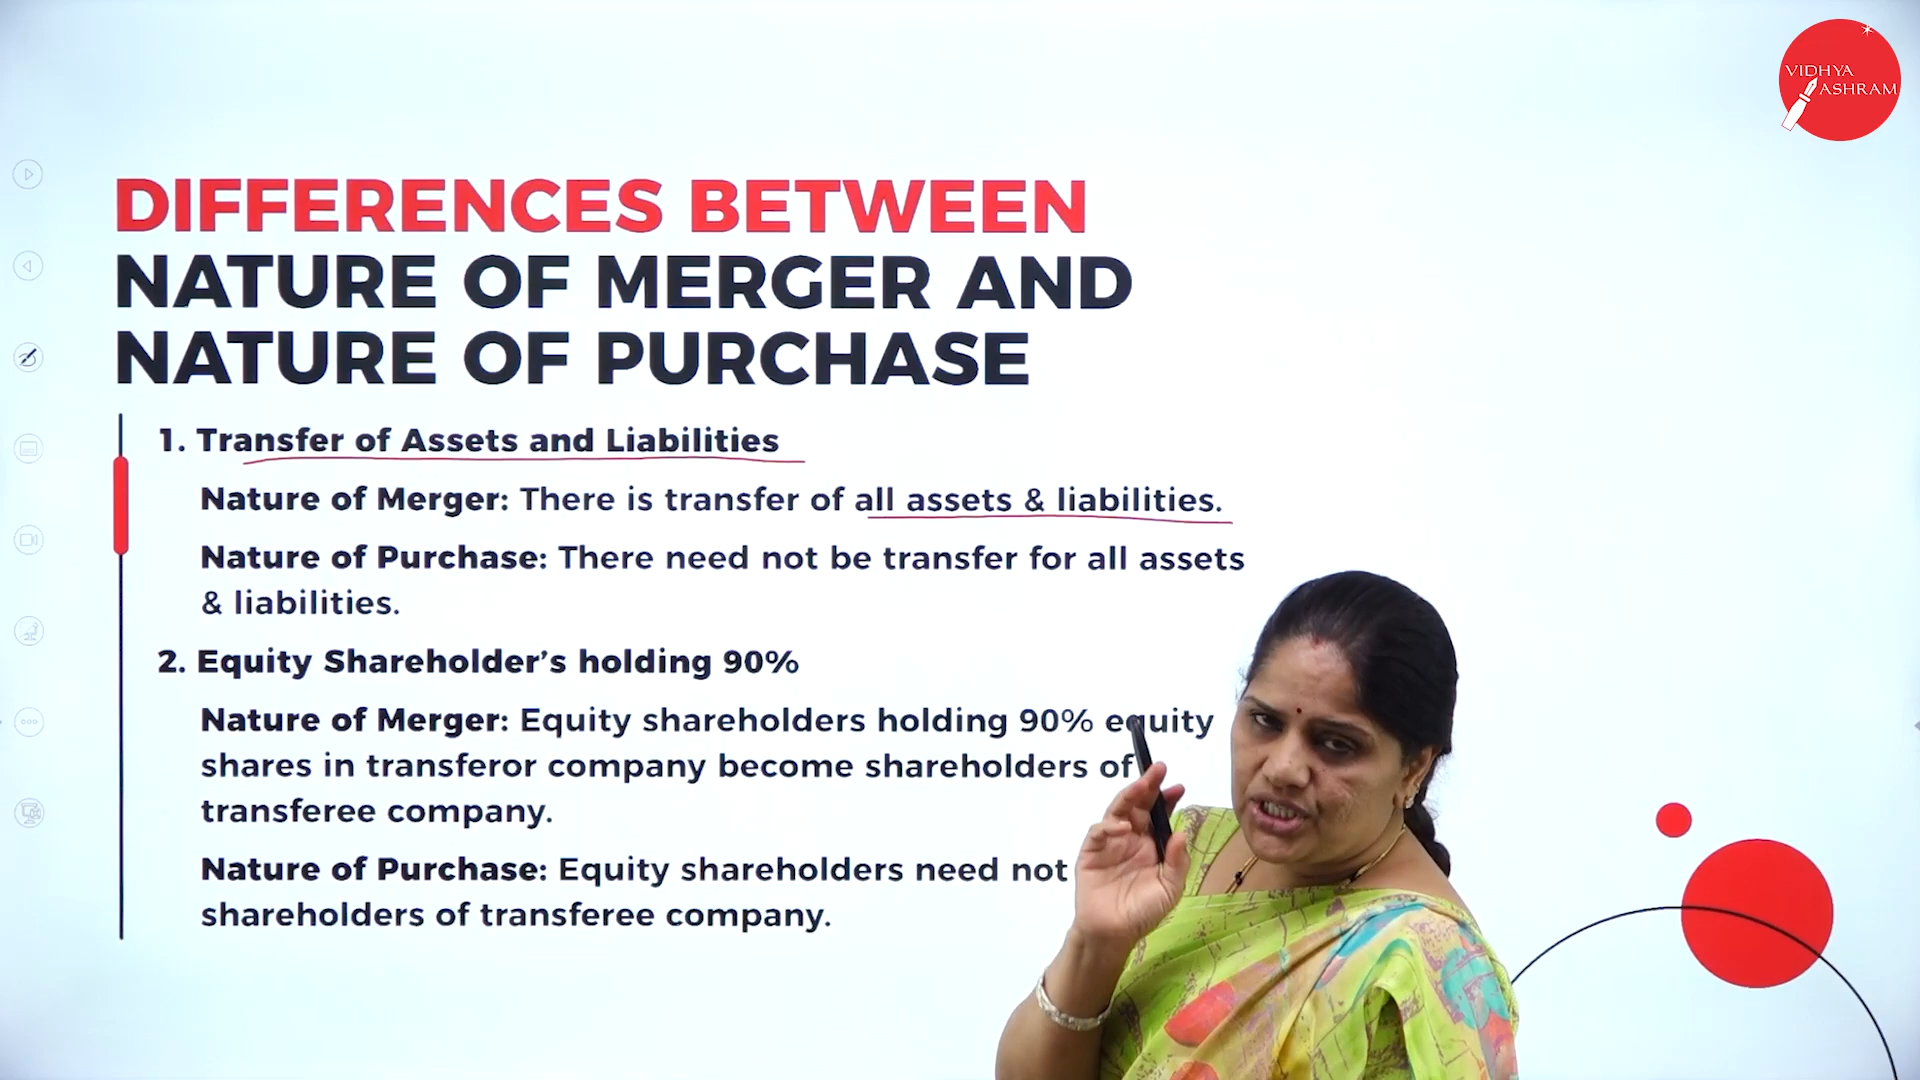 VIDHYA
ASHRAM
DIFFERENCES BETWEEN
NATURE OF MERGER AND
NATURE OF PURCHASE
1. Transfer of Assets and Liabilities
Nature of Merger: There is transfer of all assets & liabilities.
Nature of Purchase: There need not be transfer for all assets
& liabilities.
2. Equity Shareholder's holding 90%
Nature of Merger: Equity shareholders holding 90% equity
shares in transferor company become shareholders of
transferee company.
Nature of Purchase: Equity shareholders need not
shareholders of transferee company.